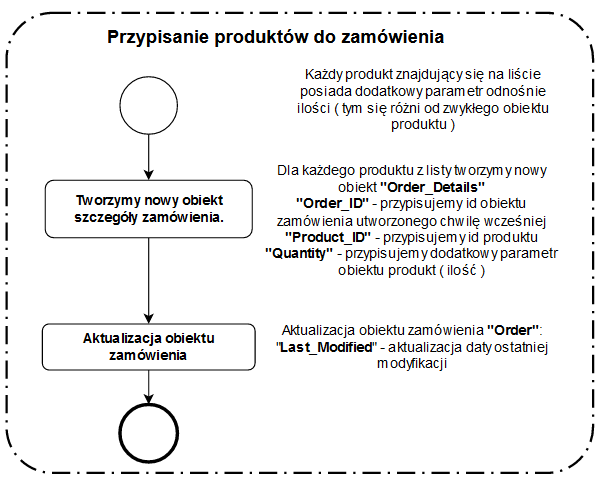 Przypisanie produktów do zamówienia
Każdy produkt znajdujący się na liście
posiada dodatkowy parametr odnośnie
ilości ( tym się różni od zwykłego obiektu
produktu )
Tworzymy nowy obiekt
szczegóły zamówienia.
Dla każdego produktu z listy tworzymy nowy
obiekt "Order_Details"
"Order_ID" - przypisujemy id obiektu
zamówienia utworzonego chwilę wcześniej
"Product_ID" - przypisujemy id produktu
"Quantity" - przypisujemy dodatkowy parametr
obiektu produkt ( ilość )
Aktualizacja obiektu
zamówienia
Aktualizacja obiektu zamówienia "Order":
"Last_Modified" - aktualizacja daty ostatniej
modyfikacji